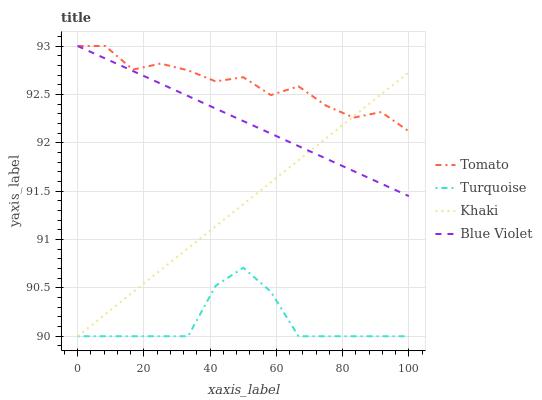 title
93
92.5
92
91.5
91
90.5
90
yaxis_label
0 20 40 60 80 100
xaxis_label
Tomato
Turquoise
Khaki
Blue Violet